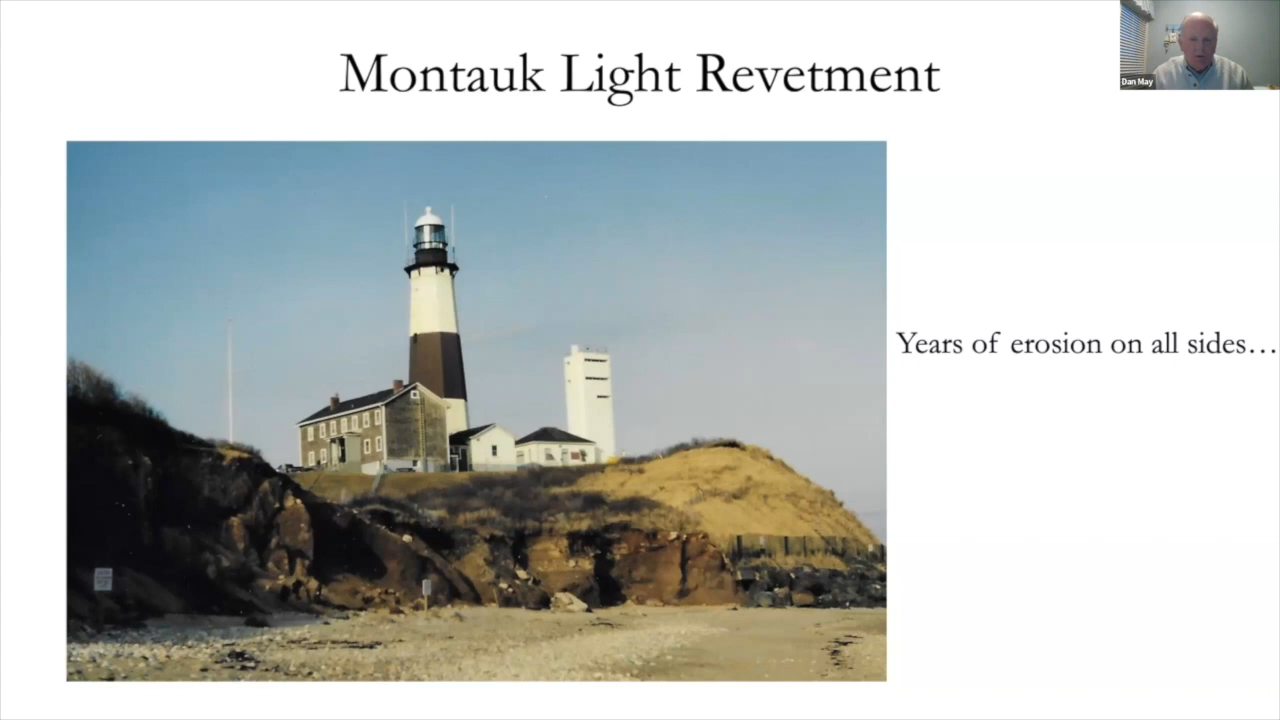 Montauk Light Revetment
Dan May
Years of erosion on all sides…